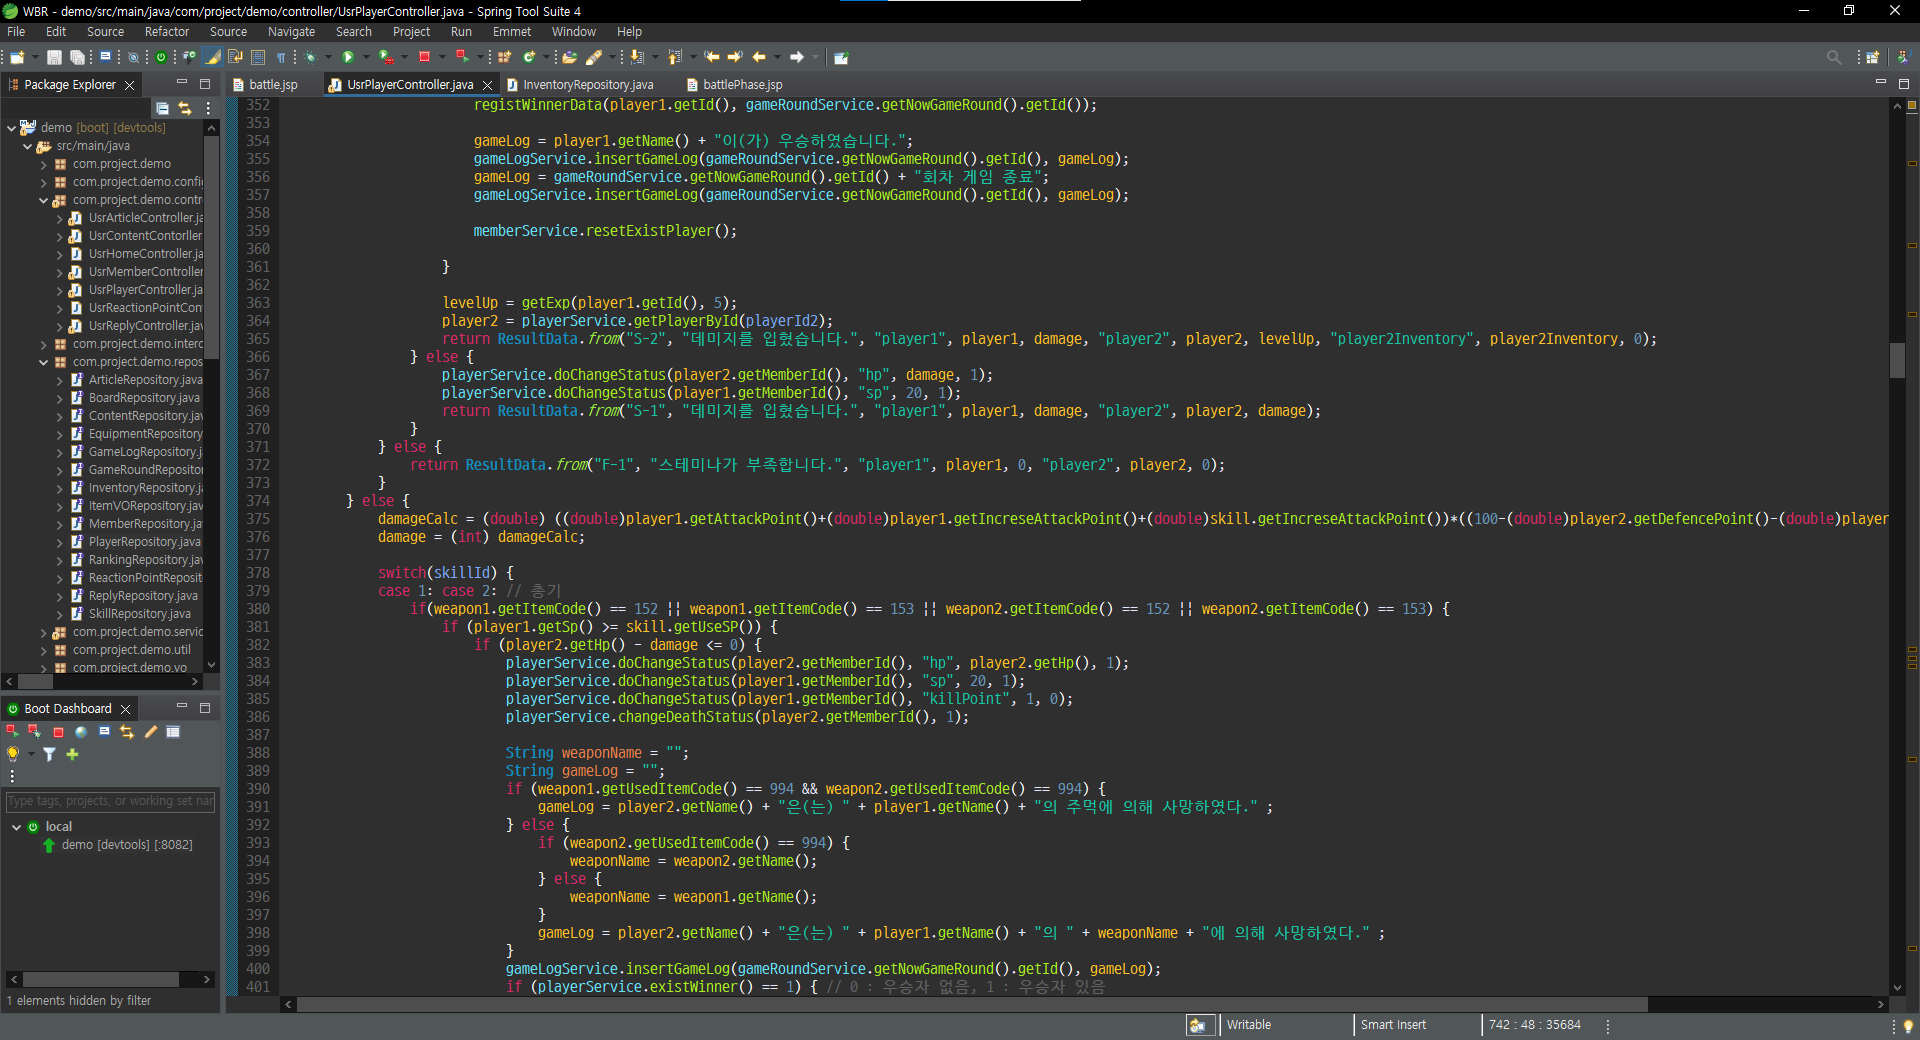 WBR - demo/src/main/java/com/project/demo/controller/UsrPlayerController.java - Spring Tool Suite 4
File Edit Source Refactor Source Navigate Search Project Run Emmet Window Help
Package Explorer
battle.jsp UsrPlayerController.java InventoryRepository.java battlePhase.jsp
demo [boot] [devtools]
src/main/java
com.project.demo
com.project.demo.config
com.project.demo.contr
UsrArticleController.ja
UsrContentContorller
UsrHomeController.ja
UsrMemberController
UsrPlayerController.ja
UsrReactionPointCon
UsrReplyController.jav
com.project.demo.interc
com.project.demo.repos
ArticleRepository.java
BoardRepository.java
ContentRepository.jav
EquipmentRepository
GameLogRepository.j
GameRoundRepositor
InventoryRepository.ja
ItemVORepository.jav
MemberRepository.jav
PlayerRepository.java
RankingRepository.jav
ReactionPointReposit
ReplyRepository.java
SkillRepository.java
com.project.demo.servic
com.project.demo.util
com.project.demo.vo
Boot Dashboard
Type tags, projects, or working set nar
local
demo [devtools] [:8082]
1 elements hidden by filter
352 registWinnerData(player1.getId(), gameRoundService.getNowGameRound().getId());
353
354 gameLog = player1.getName() + "이(가) 우승하였습니다.";
355 gameLogService.insertGameLog(gameRoundService.getNowGameRound().getId(), gameLog);
356 gameLog = gameRoundService.getNowGameRound().getId() + "회차 게임 종료";
357 gameLogService.insertGameLog(gameRoundService.getNowGameRound().getId(), gameLog);
358
359 memberService.resetExistPlayer();
360
361 }
362
363 levelUp = getExp(player1.getId(), 5);
364 player2 = playerService.getPlayerById(playerId2);
365 return ResultData.from("S-2", "데미지를 입혔습니다.", "player1", player1, damage, "player2", player2, levelUp, "player2Inventory", player2Inventory, 0);
366 } else {
367 playerService.doChangeStatus(player2.getMemberId(), "hp", damage, 1);
368 playerService.doChangeStatus(player1.getMemberId(), "sp", 20, 1);
369 return ResultData.from("S-1", "데미지를 입혔습니다.", "player1", player1, damage, "player2", player2, damage);
370 }
371 } else {
372 return ResultData.from("F-1", "스테미나가 부족합니다.", "player1", player1, 0, "player2", player2, 0);
373 }
374 } else {
375 damageCalc = (double) ((double)player1.getAttackPoint()+(double)player1.getIncreseAttackPoint()+(double)skill.getIncreseAttackPoint())*((100-(double)player2.getDefencePoint()-(double)player
376 damage = (int) damageCalc;
377
378 switch(skillId) {
379 case 1: case 2: // 총기
380 if(weapon1.getItemCode() == 152 || weapon1.getItemCode() == 153 || weapon2.getItemCode() == 152 || weapon2.getItemCode() == 153) {
381 if (player1.getSp() >= skill.getUseSP()) {
382 if (player2.getHp() - damage <= 0) {
383 playerService.doChangeStatus(player2.getMemberId(), "hp", player2.getHp(), 1);
384 playerService.doChangeStatus(player1.getMemberId(), "sp", 20, 1);
385 playerService.doChangeStatus(player1.getMemberId(), "killPoint", 1, 0);
386 playerService.changeDeathStatus(player2.getMemberId(), 1);
387
388 String weaponName = "";
389 String gameLog = "";
390 if (weapon1.getUsedItemCode() == 994 && weapon2.getUsedItemCode() == 994) {
391 gameLog = player2.getName() + "은(는) " + player1.getName() + "의 주먹에 의해 사망하였다." ;
392 } else {
393 if (weapon2.getUsedItemCode() == 994) {
394 weaponName = weapon2.getName();
395 } else {
396 weaponName = weapon1.getName();
397 }
398 gameLog = player2.getName() + "은(는) " + player1.getName() + "의 " + weaponName + "에 의해 사망하였다." ;
399 }
400 gameLogService.insertGameLog(gameRoundService.getNowGameRound().getId(), gameLog);
401 if (playerService.existWinner() == 1) { // 0 : 우승자 없음, 1 : 우승자 있음
Writable Smart Insert 742 : 48 : 35684